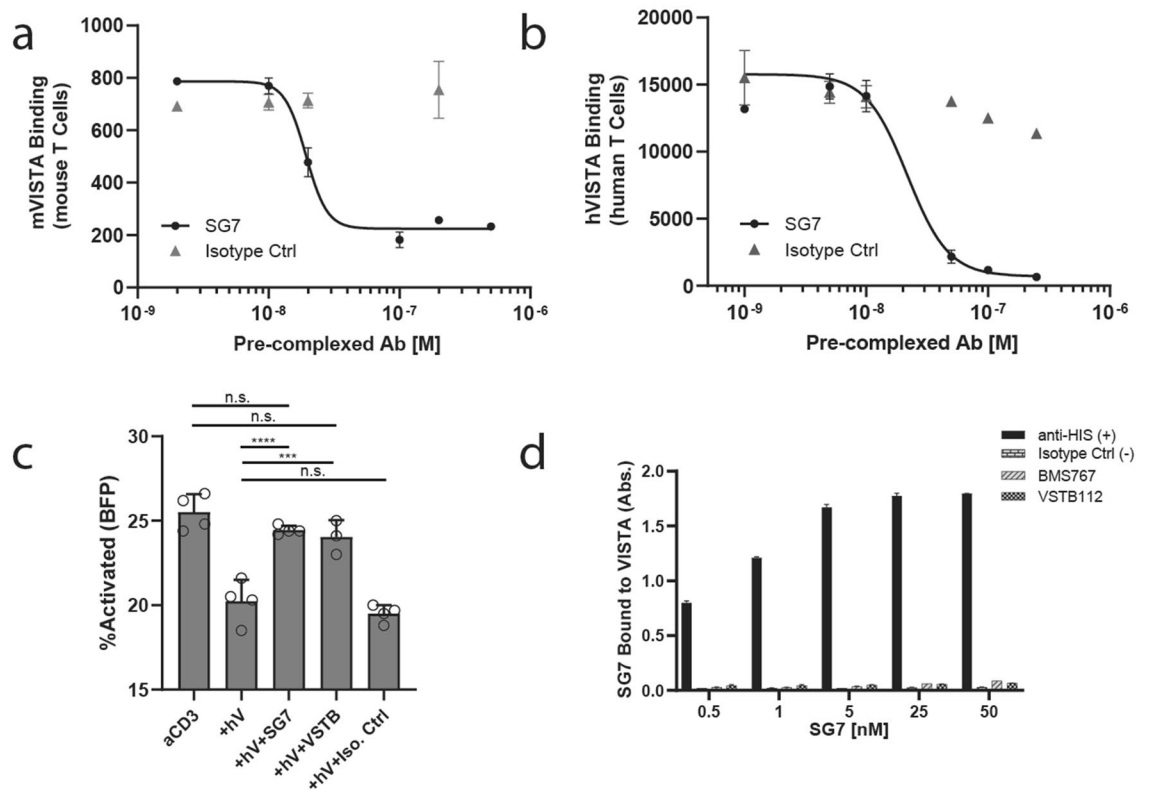 a
1000
800
600
400
200
0
mVISTA Binding
(mouse T Cells)
SG7
Isotype Ctrl
10-9
10-8
10-7
10-6
Pre-complexed Ab [M]
b
20000
15000
10000
5000
0
hVISTA Binding
(human T Cells)
SG7
Isotype Ctrl
10-9
10-8
10-7
10-6
Pre-complexed Ab [M]
c
n.s.
n.s.
****
***
n.s.
30
25
20
15
%Activated (BFP)
aCD3
+hV
+hV+SG7
+hV+VSTB
+hV+Iso. Ctrl
d
anti-HIS (+)
Isotype Ctrl (-)
BMS767
VSTB112
2.0
1.5
1.0
0.5
0.0
SG7 Bound to VISTA (Abs.)
0.5
1
5
25
50
SG7 [nM]